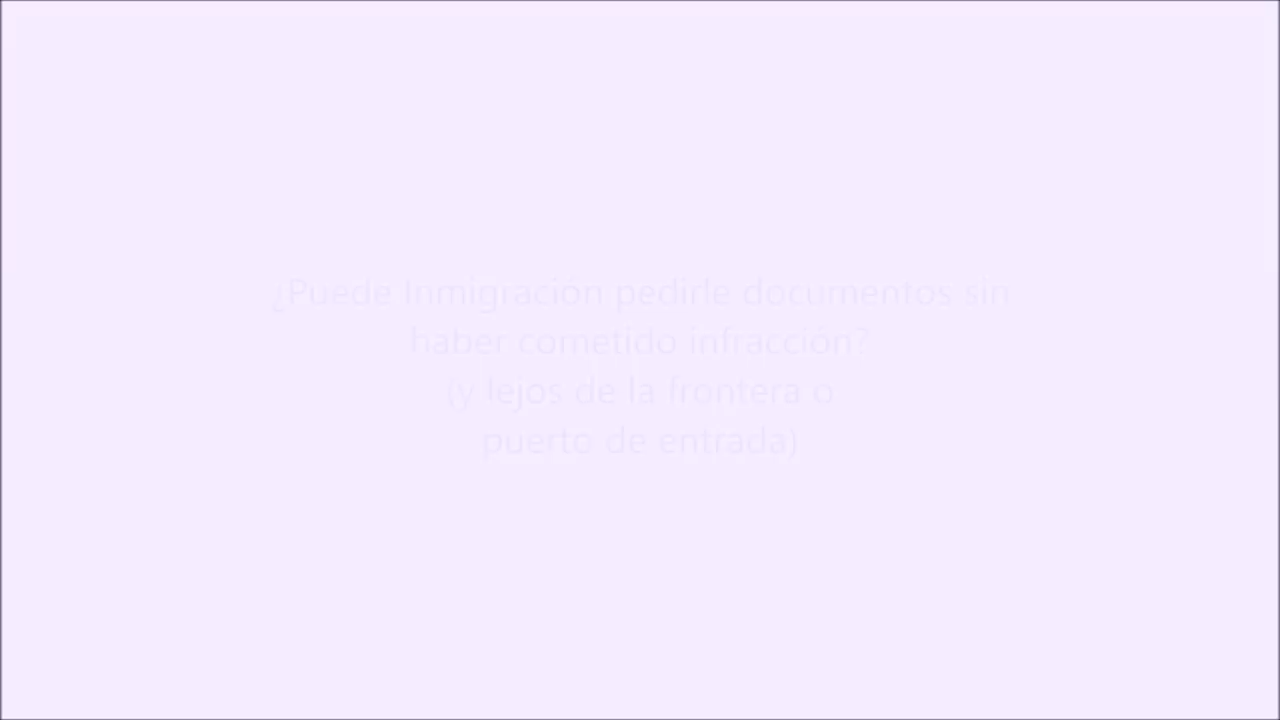 ¿Puede Inmigración pedirle documentos sin
haber cometido infracción?
(y lejos de la frontera o
puerto de entrada)